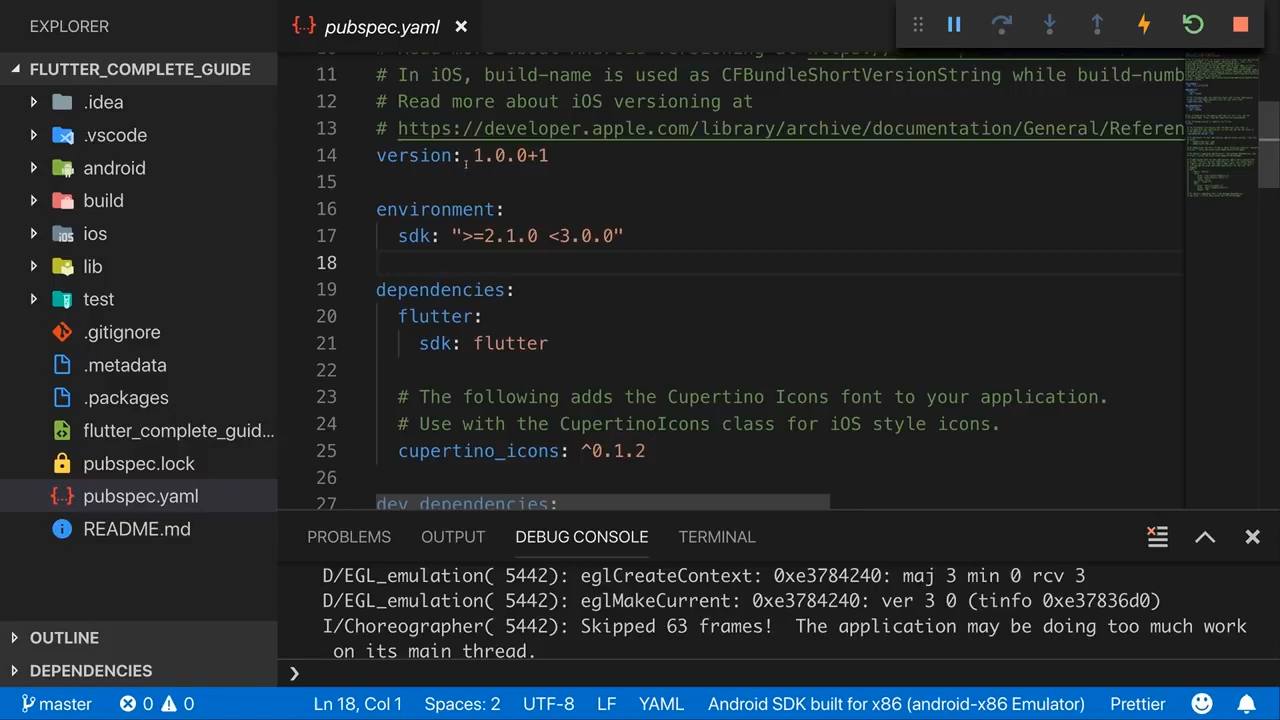 EXPLORER
FLUTTER_COMPLETE_GUIDE
.idea
.vscode
android
build
ios
lib
test
.gitignore
.metadata
.packages
flutter_complete_guid...
pubspec.lock
pubspec.yaml
README.md
OUTLINE
DEPENDENCIES
pubspec.yaml
11 # In iOS, build-name is used as CFBundleShortVersionString while build-numb
12 # Read more about iOS versioning at
13 # https://developer.apple.com/library/archive/documentation/General/Referen
14 version: 1.0.0+1
15
16 environment:
17 sdk: ">=2.1.0 <3.0.0"
18
19 dependencies:
20 flutter:
21 sdk: flutter
22
23 # The following adds the Cupertino Icons font to your application.
24 # Use with the CupertinoIcons class for iOS style icons.
25 cupertino_icons: ^0.1.2
26
27 dev_dependencies:
PROBLEMS OUTPUT DEBUG CONSOLE TERMINAL
D/EGL_emulation( 5442): eglCreateContext: 0xe3784240: maj 3 min 0 rcv 3
D/EGL_emulation( 5442): eglMakeCurrent: 0xe3784240: ver 3 0 (tinfo 0xe37836d0)
I/Choreographer( 5442): Skipped 63 frames! The application may be doing too much work
on its main thread.
master 0 0 Ln 18, Col 1 Spaces: 2 UTF-8 LF YAML Android SDK built for x86 (android-x86 Emulator) Prettier